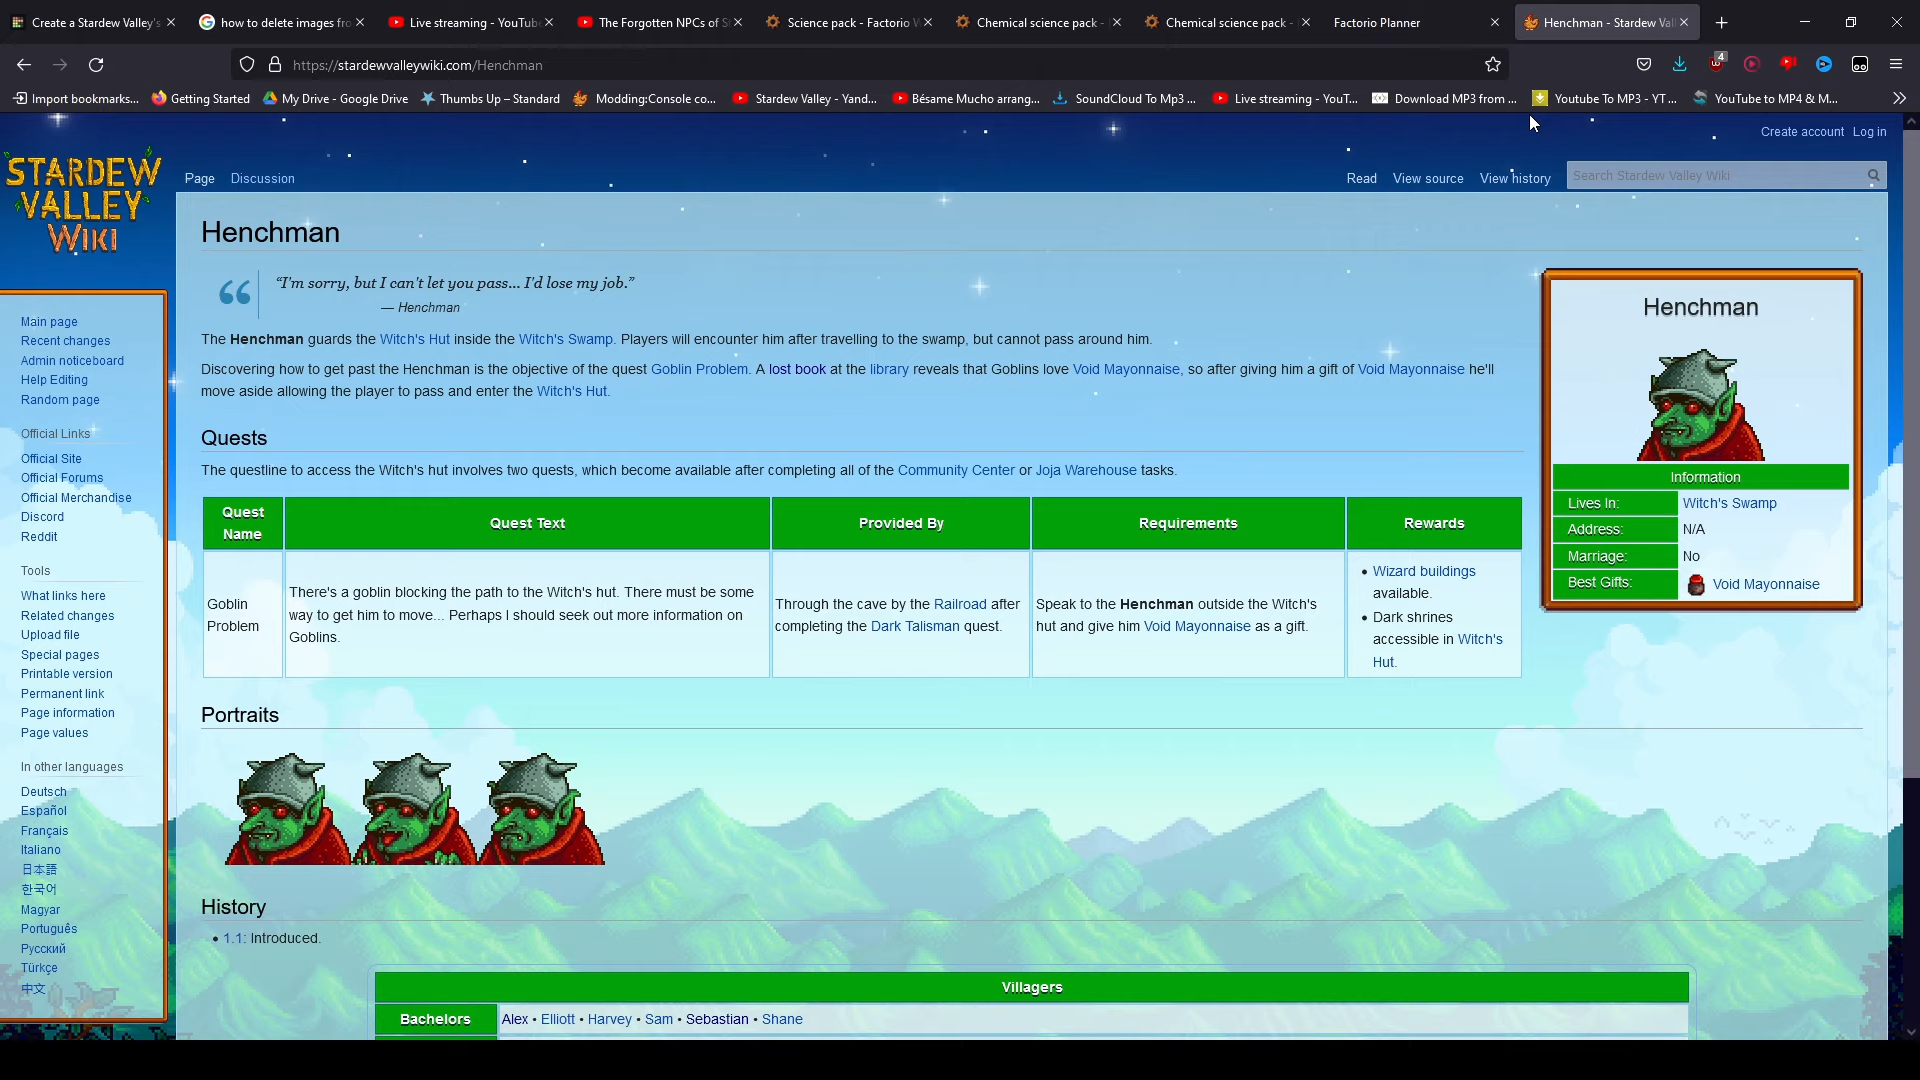 Create a Stardew Valley's
how to delete images fro
Live streaming - YouTube
The Forgotten NPCs of S
Science pack - Factorio W
Chemical science pack -
Chemical science pack -
Factorio Planner
Henchman - Stardew Val
https://stardewvalleywiki.com/Henchman
4
Import bookmarks...
Getting Started
My Drive - Google Drive
Thumbs Up – Standard
Modding:Console co...
Stardew Valley - Yand...
Bésame Mucho arrang...
SoundCloud To Mp3 ...
Live streaming - YouT...
Download MP3 from ...
Youtube To MP3 - YT ...
YouTube to MP4 & M...
Create account Log in
STARDEW
VALLEY
WIKI
Page Discussion
Read View source View history
Search Stardew Valley Wiki
Main page
Recent changes
Admin noticeboard
Help Editing
Random page
Official Links
Official Site
Official Forums
Official Merchandise
Discord
Reddit
Tools
What links here
Related changes
Upload file
Special pages
Printable version
Permanent link
Page information
Page values
In other languages
Deutsch
Español
Français
Italiano
日本語
한국어
Magyar
Português
Русский
Türkçe
中文
Henchman
“I'm sorry, but I can't let you pass… I'd lose my job.”
— Henchman
The Henchman guards the Witch's Hut inside the Witch's Swamp. Players will encounter him after travelling to the swamp, but cannot pass around him.
Discovering how to get past the Henchman is the objective of the quest Goblin Problem. A lost book at the library reveals that Goblins love Void Mayonnaise, so after giving him a gift of Void Mayonnaise he'll
move aside allowing the player to pass and enter the Witch's Hut.
Henchman
Information
Lives In: Witch's Swamp
Address: N/A
Marriage: No
Best Gifts: Void Mayonnaise
Quests
The questline to access the Witch's hut involves two quests, which become available after completing all of the Community Center or Joja Warehouse tasks.
Quest
Name
Quest Text
Provided By
Requirements
Rewards
Goblin
Problem
There's a goblin blocking the path to the Witch's hut. There must be some
way to get him to move... Perhaps I should seek out more information on
Goblins.
Through the cave by the Railroad after
completing the Dark Talisman quest.
Speak to the Henchman outside the Witch's
hut and give him Void Mayonnaise as a gift.
• Wizard buildings
available.
• Dark shrines
accessible in Witch's
Hut.
Portraits
History
• 1.1: Introduced.
Villagers
Bachelors
Alex • Elliott • Harvey • Sam • Sebastian • Shane